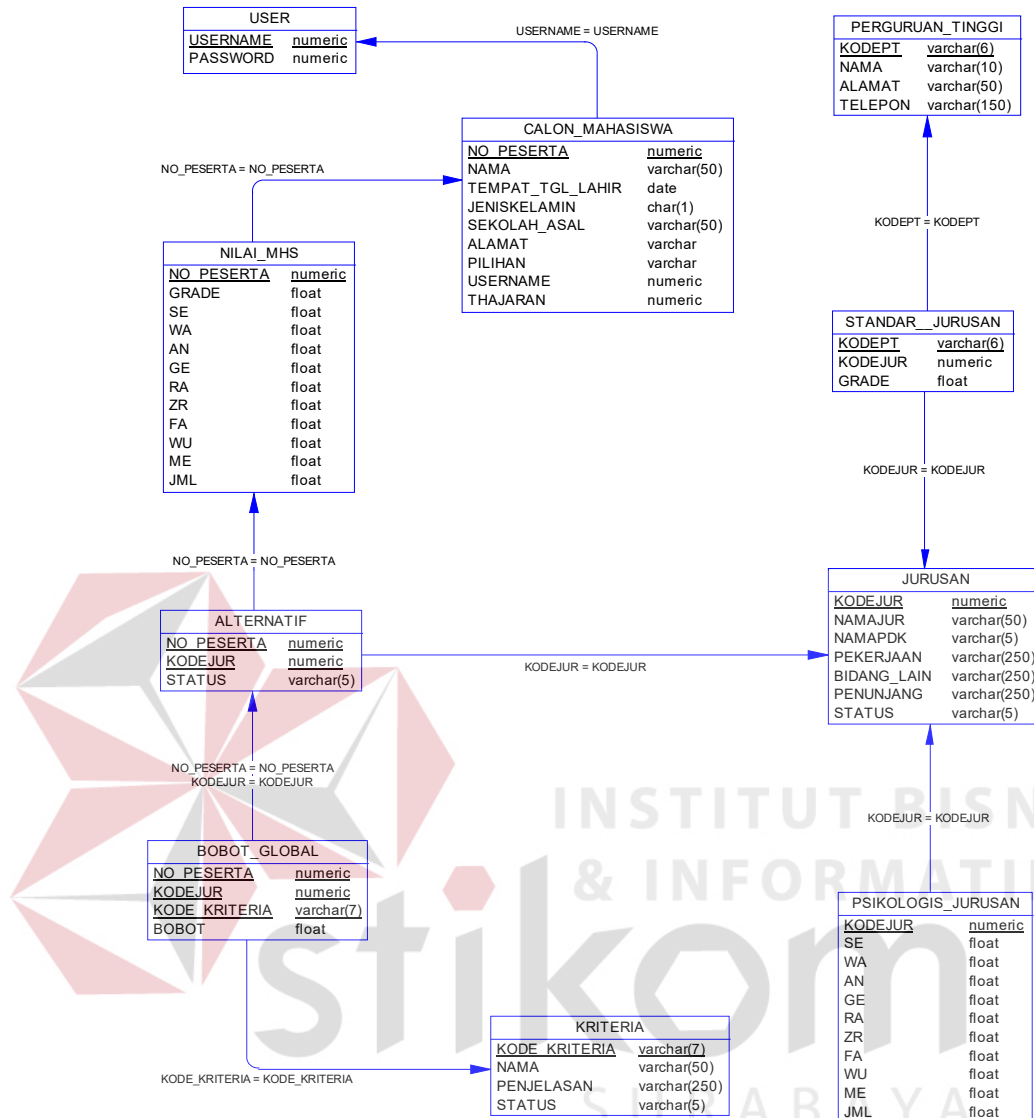 USER
USERNAME numeric
PASSWORD numeric
USERNAME = USERNAME
PERGURUAN_TINGGI
KODEPT varchar(6)
NAMA varchar(10)
ALAMAT varchar(50)
TELEPON varchar(150)
CALON_MAHASISWA
NO_PESERTA numeric
NAMA varchar(50)
TEMPAT_TGL_LAHIR date
JENISKELAMIN char(1)
SEKOLAH_ASAL varchar(50)
ALAMAT varchar
PILIHAN varchar
USERNAME numeric
THAJARAN numeric
NO_PESERTA = NO_PESERTA
KODEPT = KODEPT
NILAI_MHS
NO_PESERTA numeric
GRADE float
SE float
WA float
AN float
GE float
RA float
ZR float
FA float
WU float
ME float
JML float
STANDAR__JURUSAN
KODEPT varchar(6)
KODEJUR numeric
GRADE float
KODEJUR = KODEJUR
NO_PESERTA = NO_PESERTA
ALTERNATIF
NO_PESERTA numeric
KODEJUR numeric
STATUS varchar(5)
KODEJUR = KODEJUR
JURUSAN
KODEJUR numeric
NAMAJUR varchar(50)
NAMAPDK varchar(5)
PEKERJAAN varchar(250)
BIDANG_LAIN varchar(250)
PENUNJANG varchar(250)
STATUS varchar(5)
NO_PESERTA = NO_PESERTA
KODEJUR = KODEJUR
KODEJUR = KODEJUR
INSTITUT BISN
& INFORMATI
stikom
SURABAYA
BOBOT_GLOBAL
NO_PESERTA numeric
KODEJUR numeric
KODE_KRITERIA varchar(7)
BOBOT float
PSIKOLOGIS_JURUSAN
KODEJUR numeric
SE float
WA float
AN float
GE float
RA float
ZR float
FA float
WU float
ME float
JML float
KODE_KRITERIA = KODE_KRITERIA
KRITERIA
KODE_KRITERIA varchar(7)
NAMA varchar(50)
PENJELASAN varchar(250)
STATUS varchar(5)